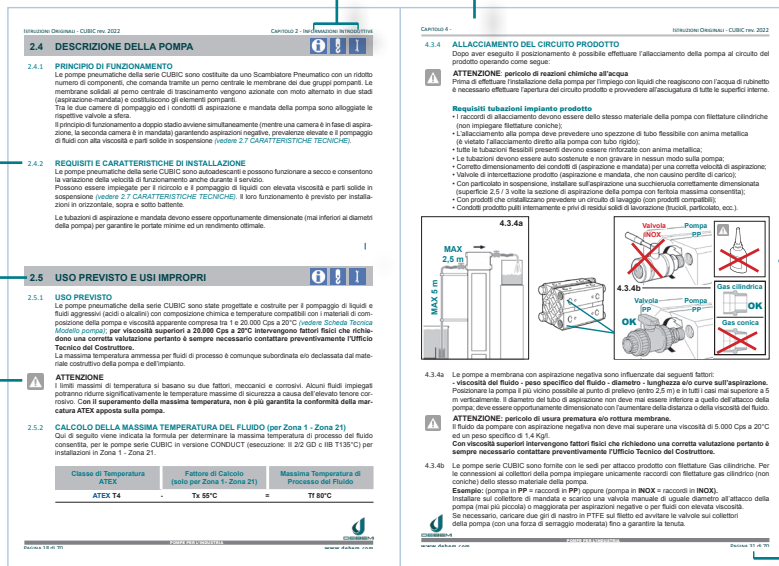 ISTRUZIONI ORIGINALI - CUBIC REV. 2022
CAPITOLO 2 - INFORMAZIONI INTRODUTTIVE
2.4 DESCRIZIONE DELLA POMPA
2.4.1 PRINCIPIO DI FUNZIONAMENTO
Le pompe pneumatiche della serie CUBIC sono costituite da uno Scambiatore Pneumatico con un ridotto
numero di componenti, che comanda tramite un perno centrale le membrane dei due gruppi pompanti. Le
membrane solidali al perno centrale di trascinamento vengono azionate con moto alternato in due stadi
(aspirazione-mandata) e costituiscono gli elementi pompanti.
Tra le due camere di pompaggio ed i condotti di aspirazione e mandata della pompa sono alloggiate le
rispettive valvole a sfera.
Il principio di funzionamento a doppio stadio avviene simultaneamente (mentre una camera è in fase di aspira-
zione, la seconda camera è in mandata) garantendo aspirazioni negative, prevalenze elevate e il pompaggio
di fluidi con alta viscosità e parti solide in sospensione (vedere 2.7 CARATTERISTICHE TECNICHE).
2.4.2 REQUISITI E CARATTERISTICHE DI INSTALLAZIONE
Le pompe pneumatiche della serie CUBIC sono autoadescanti e possono funzionare a secco e consentono
la variazione della velocità di funzionamento anche durante il servizio.
Possono essere impiegate per il ricircolo e il pompaggio di liquidi con elevata viscosità e parti solide in
sospensione (vedere 2.7 CARATTERISTICHE TECNICHE). Il loro funzionamento è previsto per installa-
zioni in orizzontale, sopra e sotto battente.
Le tubazioni di aspirazione e mandata devono essere opportunamente dimensionate (mai inferiori ai diametri
della pompa) per garantire le portate minime ed un rendimento ottimale.
2.5 USO PREVISTO E USI IMPROPRI
2.5.1 USO PREVISTO
Le pompe pneumatiche della serie CUBIC sono state progettate e costruite per il pompaggio di liquidi e
fluidi aggressivi (acidi o alcalini) con composizione chimica e temperature compatibili con i materiali di com-
posizione della pompa e viscosità apparente compresa tra 1 e 20.000 Cps a 20°C (vedere Scheda Tecnica
Modello pompa); per viscosità superiori a 20.000 Cps a 20°C intervengono fattori fisici che richie-
dono una corretta valutazione pertanto è sempre necessario contattare preventivamente l'Ufficio
Tecnico del Costruttore.
La massima temperatura ammessa per fluidi di processo è comunque subordinata e/o declassata dal mate-
riale costruttivo della pompa e dell'impianto.
ATTENZIONE
I limiti massimi di temperatura si basano su due fattori, meccanici e corrosivi. Alcuni fluidi impiegati
potranno ridurre significativamente le temperature massime di sicurezza a causa dell'elevato tenore cor-
rosivo. Con il superamento della massima temperatura, non è più garantita la conformità della mar-
catura ATEX apposta sulla pompa.
2.5.2 CALCOLO DELLA MASSIMA TEMPERATURA DEL FLUIDO (per Zona 1 - Zona 21)
Qui di seguito viene indicata la formula per determinare la massima temperatura di processo del fluido
consentita, per le pompe serie CUBIC in versione CONDUCT (esecuzione: II 2/2 GD c IIB T135°C) per
installazioni in Zona 1 - Zona 21.
Classe di Temperatura ATEX
Fattore di Calcolo (solo per Zona 1- Zona 21)
Massima Temperatura di Processo del Fluido
ATEX T4 - Tx 55°C = Tf 80°C
DEBEM
POMPE PER L'INDUSTRIA
Pagina 18 di 70
www.debem.com
CAPITOLO 4 -
ISTRUZIONI ORIGINALI - CUBIC REV. 2022
4.3.4 ALLACCIAMENTO DEL CIRCUITO PRODOTTO
Dopo aver eseguito il posizionamento è possibile effettuare l'allacciamento della pompa al circuito del
prodotto operando come segue:
ATTENZIONE: pericolo di reazioni chimiche all'acqua
Prima di effettuare l'installazione della pompa per l'impiego con liquidi che reagiscono con l'acqua di rubinetto
è necessario effettuare l'apertura del circuito prodotto e provvedere all'asciugatura di tutte le superfici interne.
Requisiti tubazioni impianto prodotto
• I raccordi di allacciamento devono essere dello stesso materiale della pompa con filettature cilindriche
(non impiegare filettature coniche);
• L'allacciamento alla pompa deve prevedere uno spezzone di tubo flessibile con anima metallica
(è vietato l'allacciamento diretto alla pompa con tubo rigido);
• tutte le tubazioni flessibili presenti devono essere rinforzate con anima metallica;
• Le tubazioni devono auto sostenute e non gravare in nessun modo sulla pompa;
• Corretto dimensionamento dei condotti di (aspirazione e mandata) per una corretta velocità di aspirazione;
• Valvole di intercettazione prodotto (aspirazione e mandata, che non causino perdite di carico);
• Con particolato in sospensione, installare sull'aspirazione una succhieruola correttamente dimensionata
(superficie 2,5 / 3 volte la sezione di aspirazione della pompa con feritoia massima consentita);
• Con prodotti che cristallizzano prevedere un circuito di lavaggio (con prodotti compatibili);
• Condotti prodotto puliti internamente e privi di residui solidi di lavorazione (trucioli, particolato, ecc.).
4.3.4a
MAX
2,5 m
MAX 5 m
Valvola INOX
Pompa PP
4.3.4b
Valvola PP
Pompa PP
OK
Gas cilindrica
OK
Gas conica
4.3.4a Le pompe a membrana con aspirazione negativa sono influenzate dai seguenti fattori:
- viscosità del fluido - peso specifico del fluido - diametro - lunghezza e/o curve sull'aspirazione.
Posizionare la pompa il più vicino possibile al punto di prelievo (entro 2,5 m) e in tutti i casi mai superiore a 5
m verticalmente. Il diametro del tubo di aspirazione non deve mai essere inferiore a quello dell'attacco della
pompa; deve essere opportunamente dimensionato con l'aumentare della distanza o della viscosità del fluido.
ATTENZIONE: pericolo di usura prematura e/o rottura membrane.
Il fluido da pompare con aspirazione negativa non deve mai superare una viscosità di 5.000 Cps a 20°C
ed un peso specifico di 1,4 Kg/l.
Con viscosità superiori intervengono fattori fisici che richiedono una corretta valutazione pertanto è
sempre necessario contattare preventivamente l'Ufficio Tecnico del Costruttore.
4.3.4b Le pompe serie CUBIC sono fornite con le sedi per attacco prodotto con filettature Gas cilindriche. Per
le connessioni ai collettori della pompa impiegare unicamente raccordi con filettature cilindriche (non
coniche) dello stesso materiale della pompa.
Esempio: (pompa in PP = raccordi in PP) oppure (pompa in INOX = raccordi in INOX).
Installare sul collettore di mandata e scarico una valvola manuale di uguale diametro all'attacco della
pompa (mai più piccola) o maggiorata per aspirazioni negative o per fluidi con elevata viscosità.
Se necessario, caricare due giri di nastro in PTFE sul filetto ed avvitare le valvole sui collettori
della pompa (con una forza di serraggio moderata) fino a garantire la tenuta.
DEBEM
POMPE PER L'INDUSTRIA
www.debem.com
Pagina 31 di 70